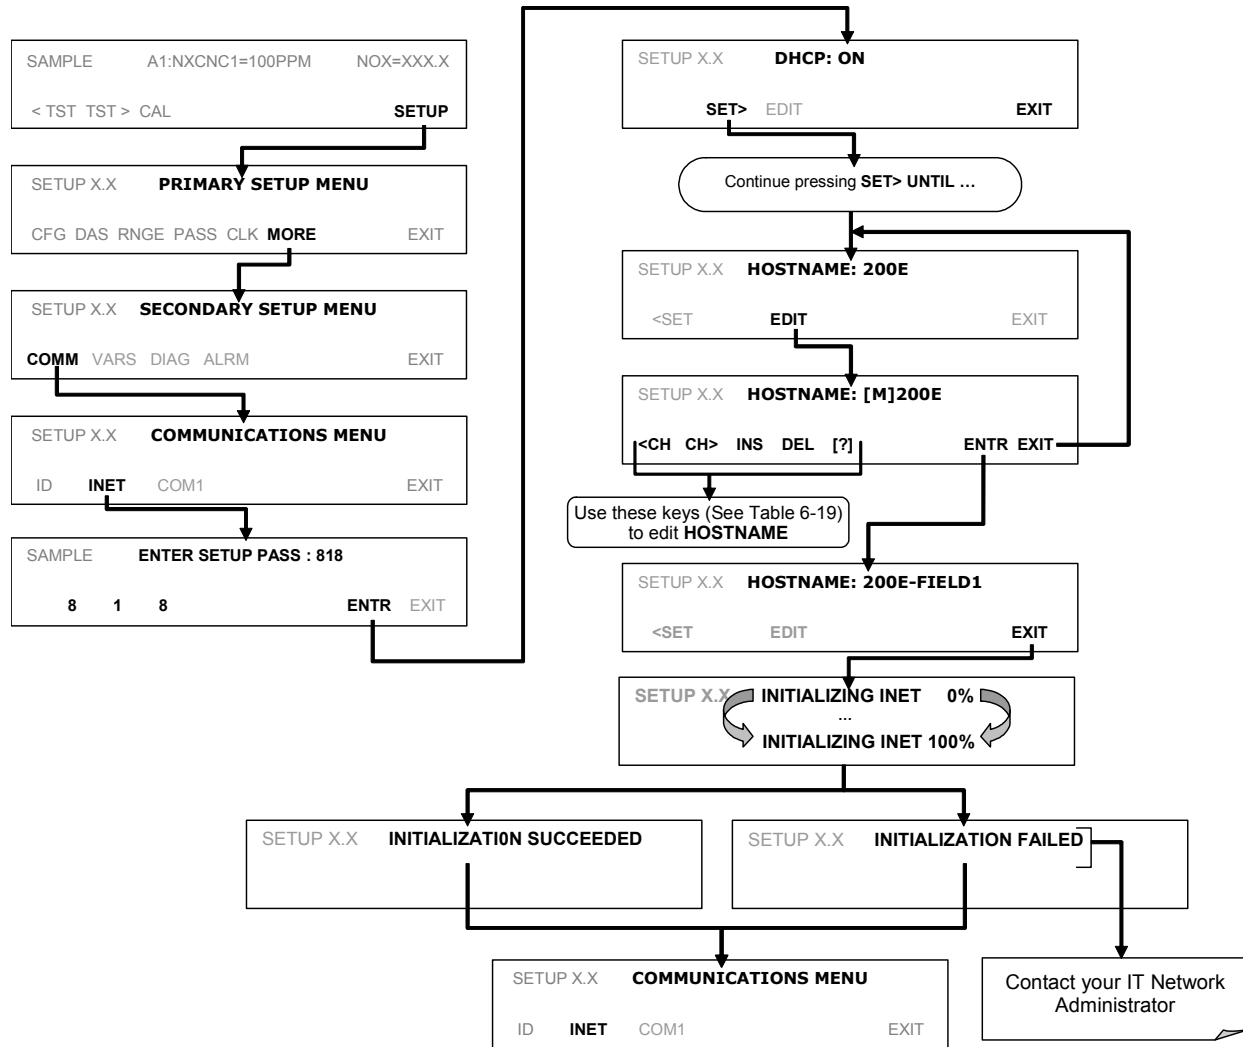 SAMPLE A1:NXCNC1=100PPM NOX=XXX.X
< TST TST > CAL SETUP
SETUP X.X PRIMARY SETUP MENU
CFG DAS RNGE PASS CLK MORE EXIT
SETUP X.X SECONDARY SETUP MENU
COMM VARS DIAG ALRM EXIT
SETUP X.X COMMUNICATIONS MENU
ID INET COM1 EXIT
SAMPLE ENTER SETUP PASS : 818
8 1 8 ENTR EXIT
SETUP X.X DHCP: ON
SET> EDIT EXIT
Continue pressing SET> UNTIL ...
SETUP X.X HOSTNAME: 200E
<SET EDIT EXIT
SETUP X.X HOSTNAME: [M]200E
<CH CH> INS DEL [?] ENTR EXIT
Use these keys (See Table 6-19)
to edit HOSTNAME
SETUP X.X HOSTNAME: 200E-FIELD1
<SET EDIT EXIT
SETUP X.X INITIALIZING INET 0%
...
INITIALIZING INET 100%
SETUP X.X INITIALIZATI0N SUCCEEDED
SETUP X.X INITIALIZATION FAILED
SETUP X.X COMMUNICATIONS MENU
ID INET COM1 EXIT
Contact your IT Network
Administrator